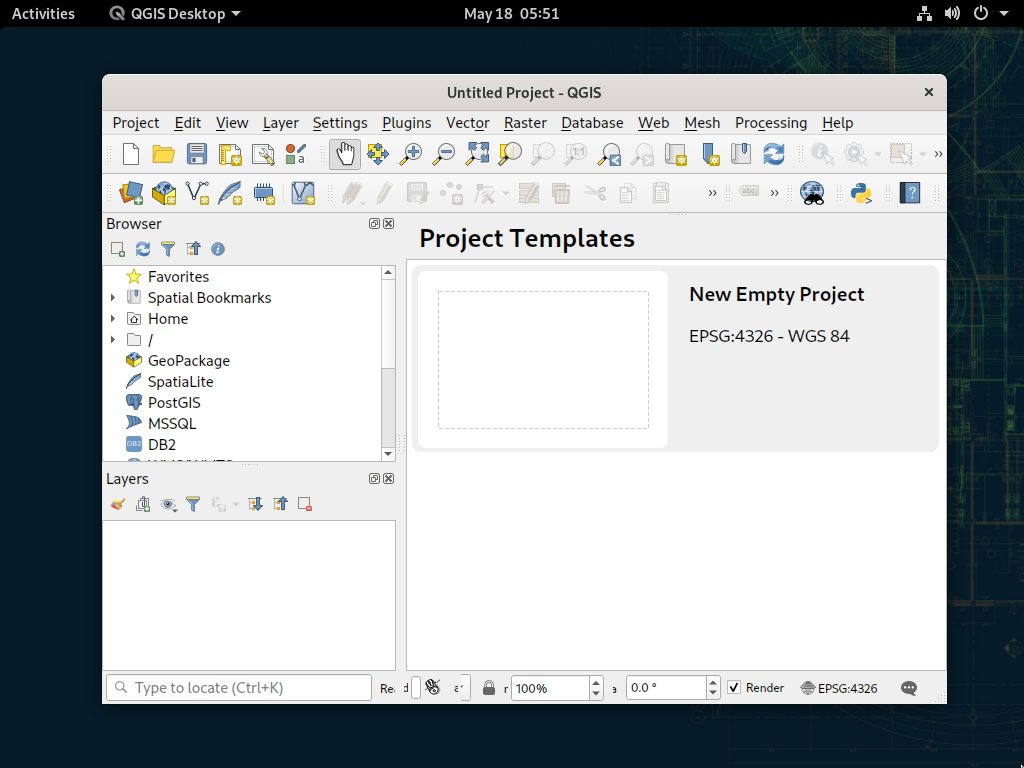 Activities QGIS Desktop May 18 05:51
Untitled Project - QGIS
Project Edit View Layer Settings Plugins Vector Raster Database Web Mesh Processing Help
Browser
Project Templates
Favorites
Spatial Bookmarks
Home
/
GeoPackage
SpatiaLite
PostGIS
MSSQL
DB2
New Empty Project
EPSG:4326 - WGS 84
Layers
Type to locate (Ctrl+K) 100% 0.0 ° Render EPSG:4326